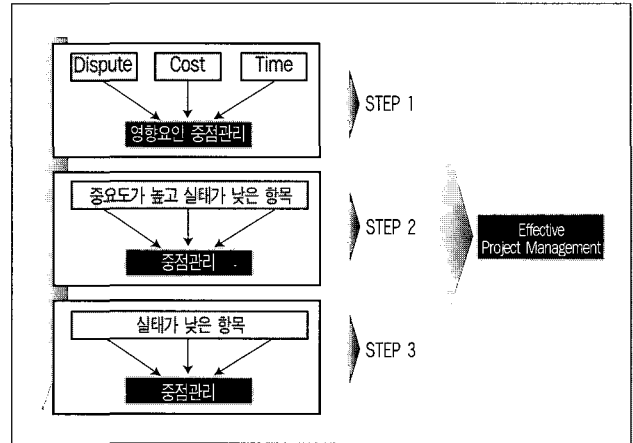 Dispute Cost Time
영향요인 중점관리
STEP 1
중요도가 높고 실태가 낮은 항목
중점관리
STEP 2
실태가 낮은 항목
중점관리
STEP 3
Effective
Project Management